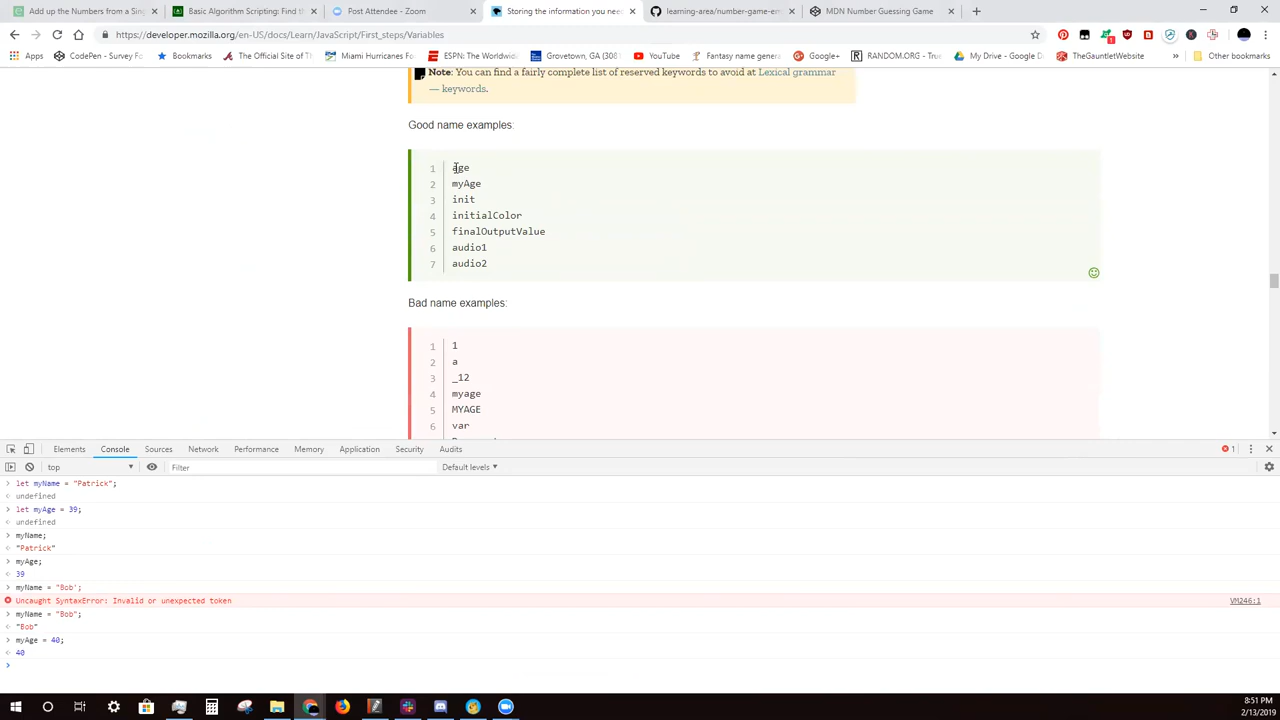 Add up the Numbers from a Sin
Basic Algorithm Scripting: Find th
Post Attendee - Zoom
Storing the information you nee
learning-area/number-game-err
MDN Number Guessing Game
https://developer.mozilla.org/en-US/docs/Learn/JavaScript/First_steps/Variables
Apps
CodePen - Survey Fo
Bookmarks
The Official Site of Th
Miami Hurricanes F
ESPN: The Worldwid
Grovetown, GA (3081
YouTube
Fantasy name genera
Google+
RANDOM.ORG - True
My Drive - Google D
TheGauntletWebsite
»
Other bookmarks
Note: You can find a fairly complete list of reserved keywords to avoid at Lexical grammar
— keywords.
Good name examples:
1 age
2 myAge
3 init
4 initialColor
5 finalOutputValue
6 audio1
7 audio2
Bad name examples:
1 1
2 a
3 _12
4 myage
5 MYAGE
6 var
Elements Console Sources Network Performance Memory Application Security Audits
1
top
Filter
Default levels ▼
> let myName = "Patrick";
undefined
> let myAge = 39;
undefined
> myName;
"Patrick"
> myAge;
39
> myName = "Bob';
Uncaught SyntaxError: Invalid or unexpected token VM246:1
> myName = "Bob";
"Bob"
> myAge = 40;
40
>
8:51 PM
2/13/2019